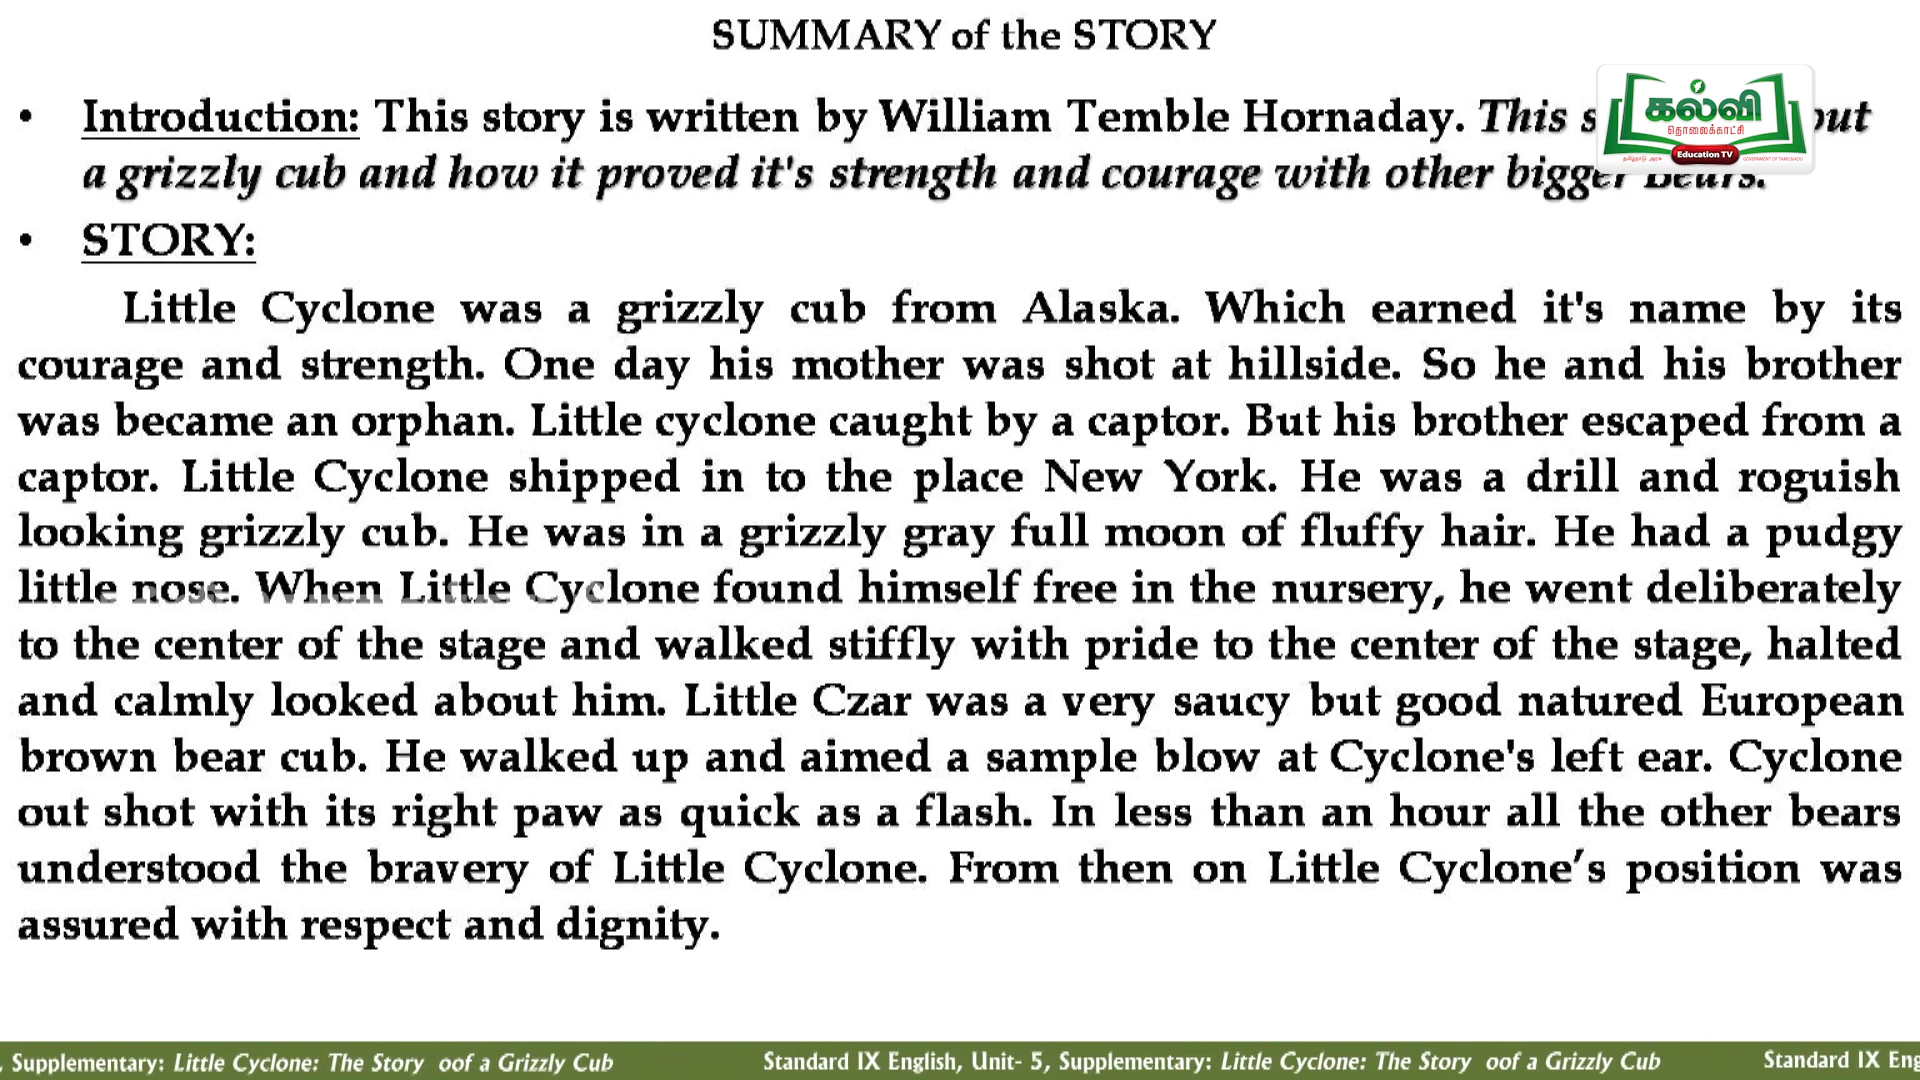 SUMMARY of the STORY
• Introduction: This story is written by William Temble Hornaday. This
a grizzly cub and how it proved it's strength and courage with other bigger Bears.
• STORY:
Little Cyclone was a grizzly cub from Alaska. Which earned it's name by its
courage and strength. One day his mother was shot at hillside. So he and his brother
was became an orphan. Little cyclone caught by a captor. But his brother escaped from a
captor. Little Cyclone shipped in to the place New York. He was a drill and roguish
looking grizzly cub. He was in a grizzly gray full moon of fluffy hair. He had a pudgy
little nose. When Little Cyclone found himself free in the nursery, he went deliberately
to the center of the stage and walked stiffly with pride to the center of the stage, halted
and calmly looked about him. Little Czar was a very saucy but good natured European
brown bear cub. He walked up and aimed a sample blow at Cyclone's left ear. Cyclone
out shot with its right paw as quick as a flash. In less than an hour all the other bears
understood the bravery of Little Cyclone. From then on Little Cyclone’s position was
assured with respect and dignity.
கல்வி
தொலைக்காட்சி
தமிழ்நாடு அரசு Education TV GOVERNMENT OF TAMILNADU
, Supplementary: Little Cyclone: The Story oof a Grizzly Cub Standard IX English, Unit- 5, Supplementary: Little Cyclone: The Story oof a Grizzly Cub Standard IX Eng